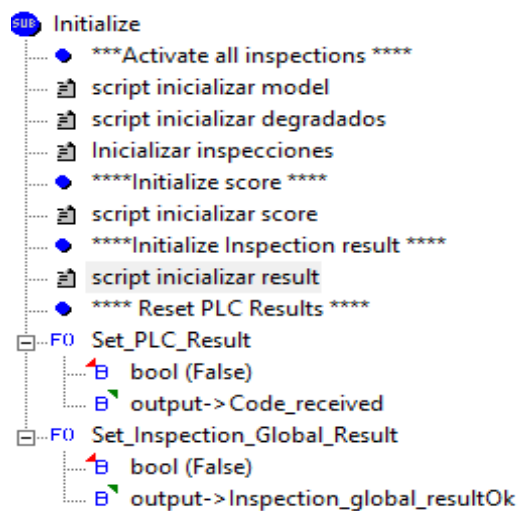 SUB Initialize
***Activate all inspections ****
script inicializar model
script inicializar degradados
Inicializar inspecciones
****Initialize score ****
script inicializar score
****Initialize Inspection result ****
script inicializar result
**** Reset PLC Results ****
F() Set_PLC_Result
B bool (False)
B output->Code_received
F() Set_Inspection_Global_Result
B bool (False)
B output->Inspection_global_resultOk